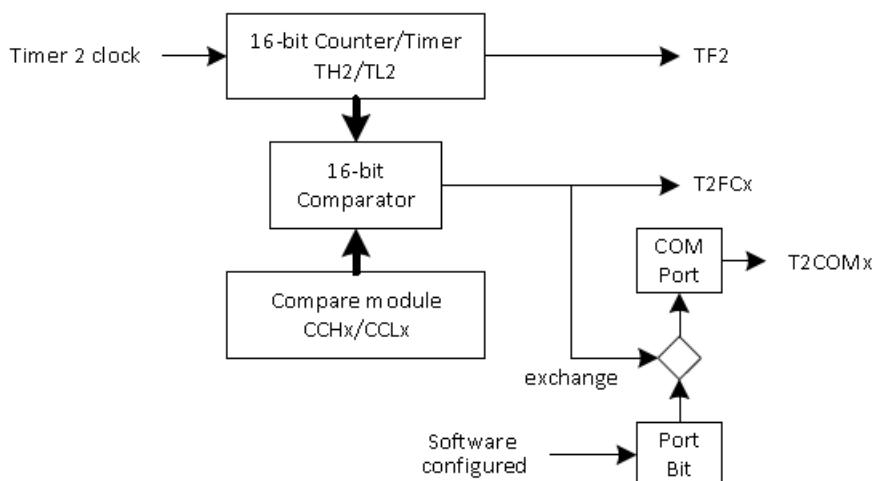 Timer 2 clock
16-bit Counter/Timer
TH2/TL2
TF2
16-bit
Comparator
T2FCx
COM
Port
T2COMx
Compare module
CCHx/CCLx
exchange
Software
configured
Port
Bit